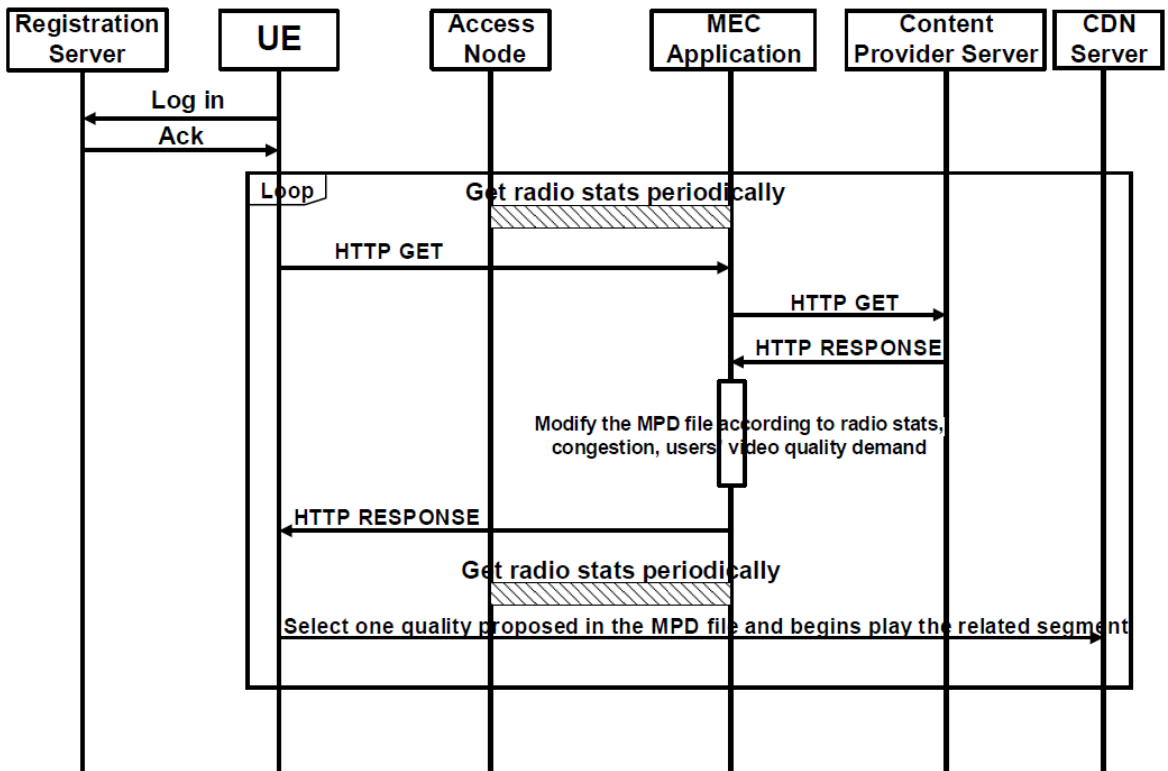 Registration
Server
UE
Access
Node
MEC
Application
Content
Provider Server
CDN
Server
Log in
Ack
Loop
Get radio stats periodically
HTTP GET
HTTP GET
HTTP RESPONSE
Modify the MPD file according to radio stats,
congestion, users' video quality demand
HTTP RESPONSE
Get radio stats periodically
Select one quality proposed in the MPD file and begins play the related segment